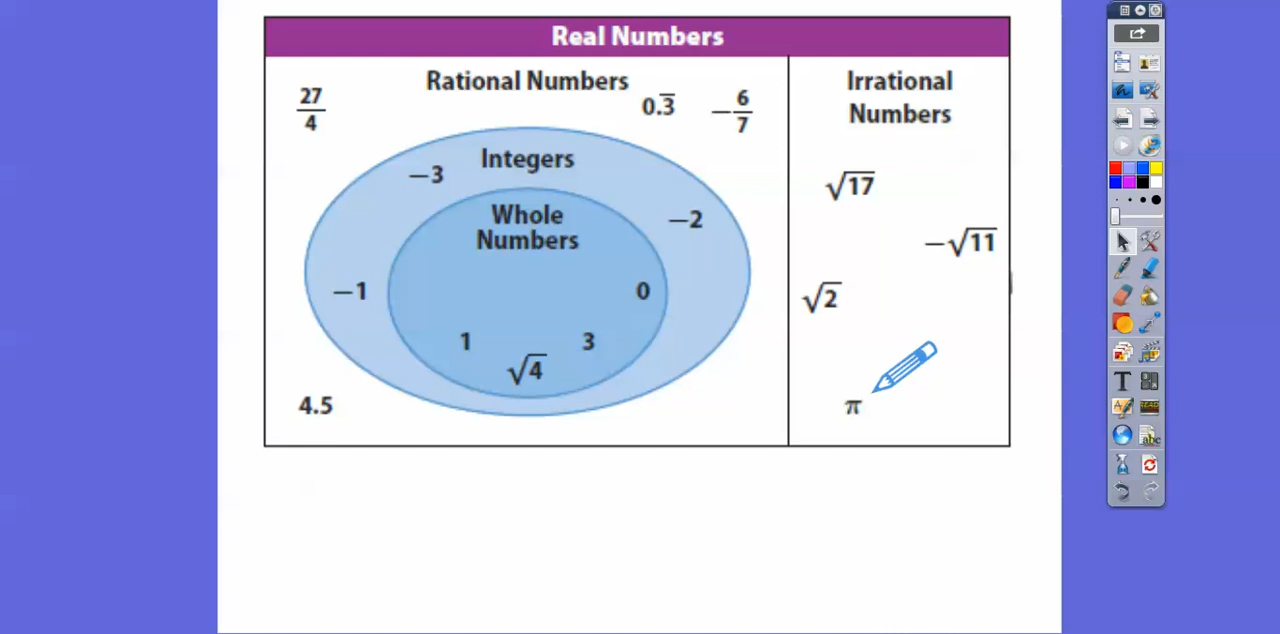 Real Numbers
Rational Numbers
27/4
0.3̅
−6/7
Integers
−3
Whole
Numbers
−2
−1
0
1
3
√4
4.5
Irrational
Numbers
√17
−√11
√2
π
T
abc